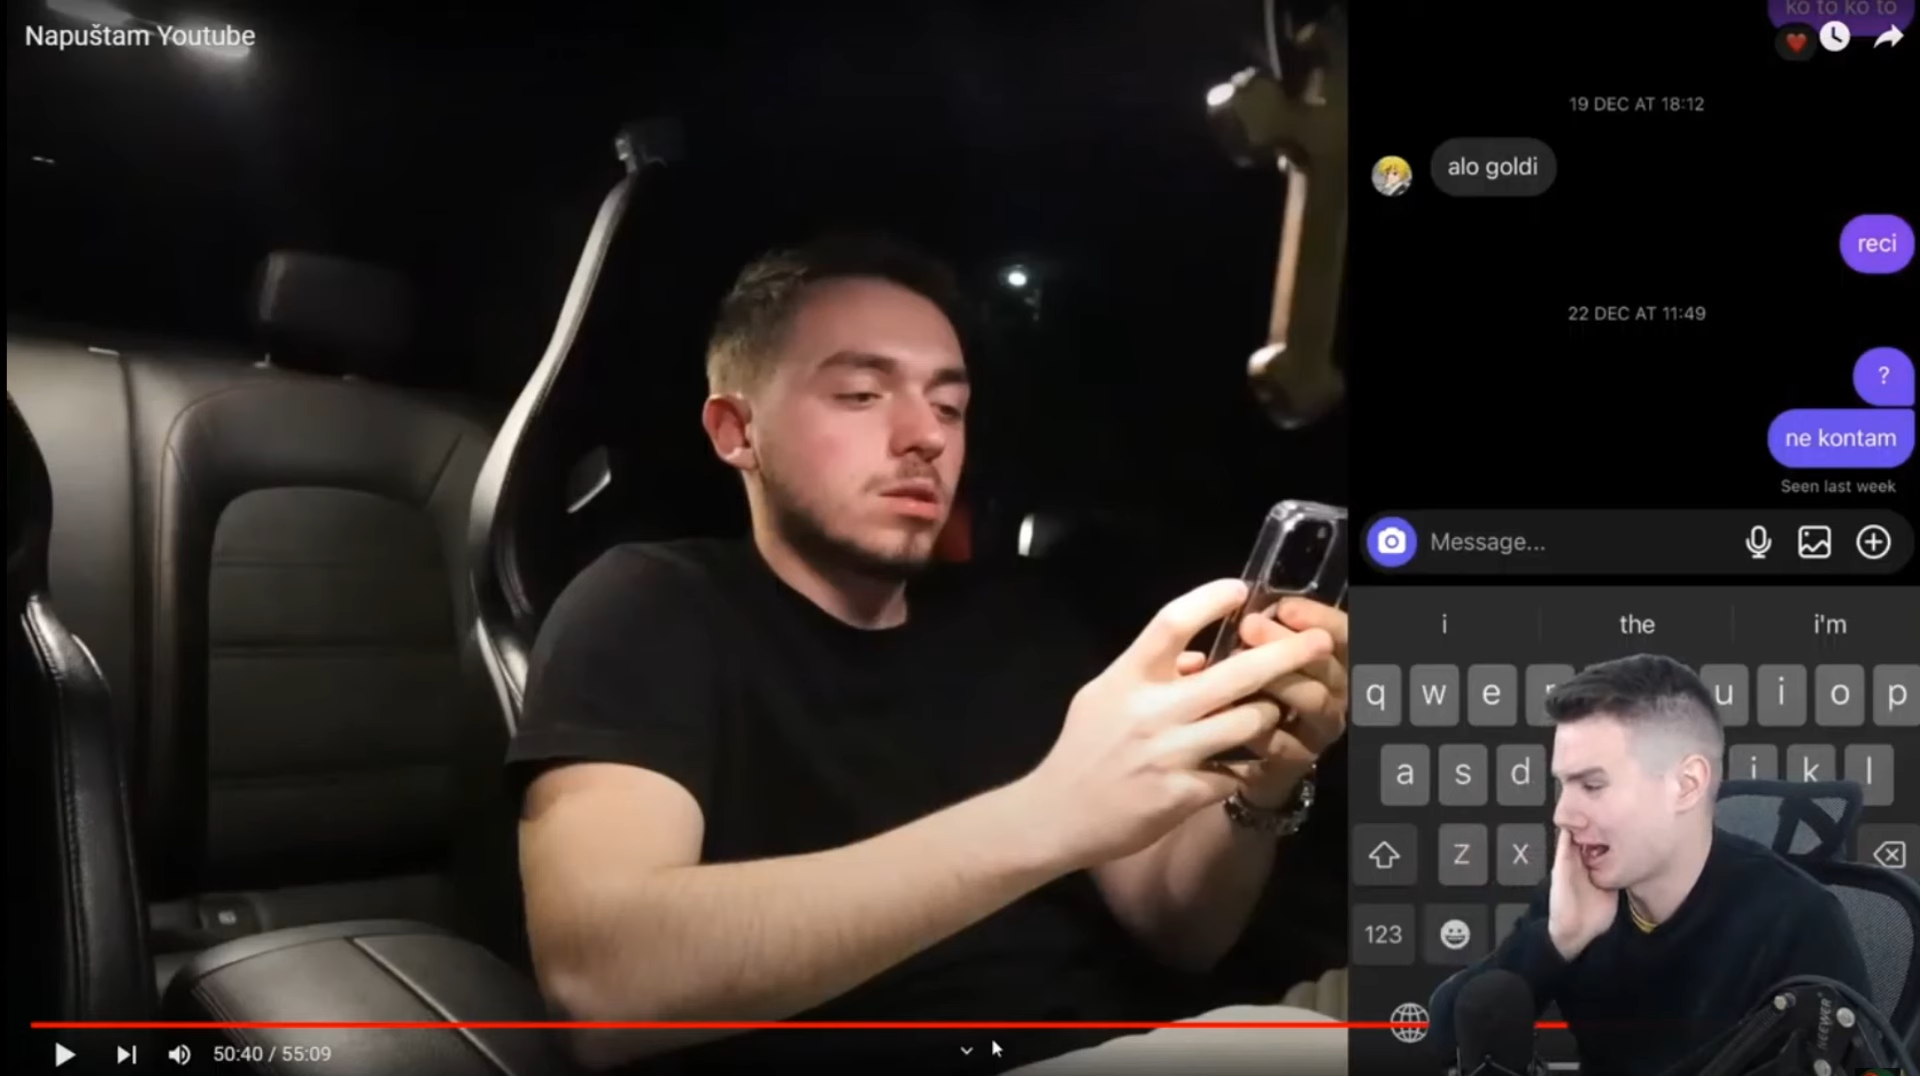 Napuštam Youtube
ko to ko to
19 DEC AT 18:12
alo goldi
reci
22 DEC AT 11:49
?
ne kontam
Seen last week
Message...
i the i'm
q w e r u i o p
a s d j k l
z x
123
50:40 / 55:09
NEEWER